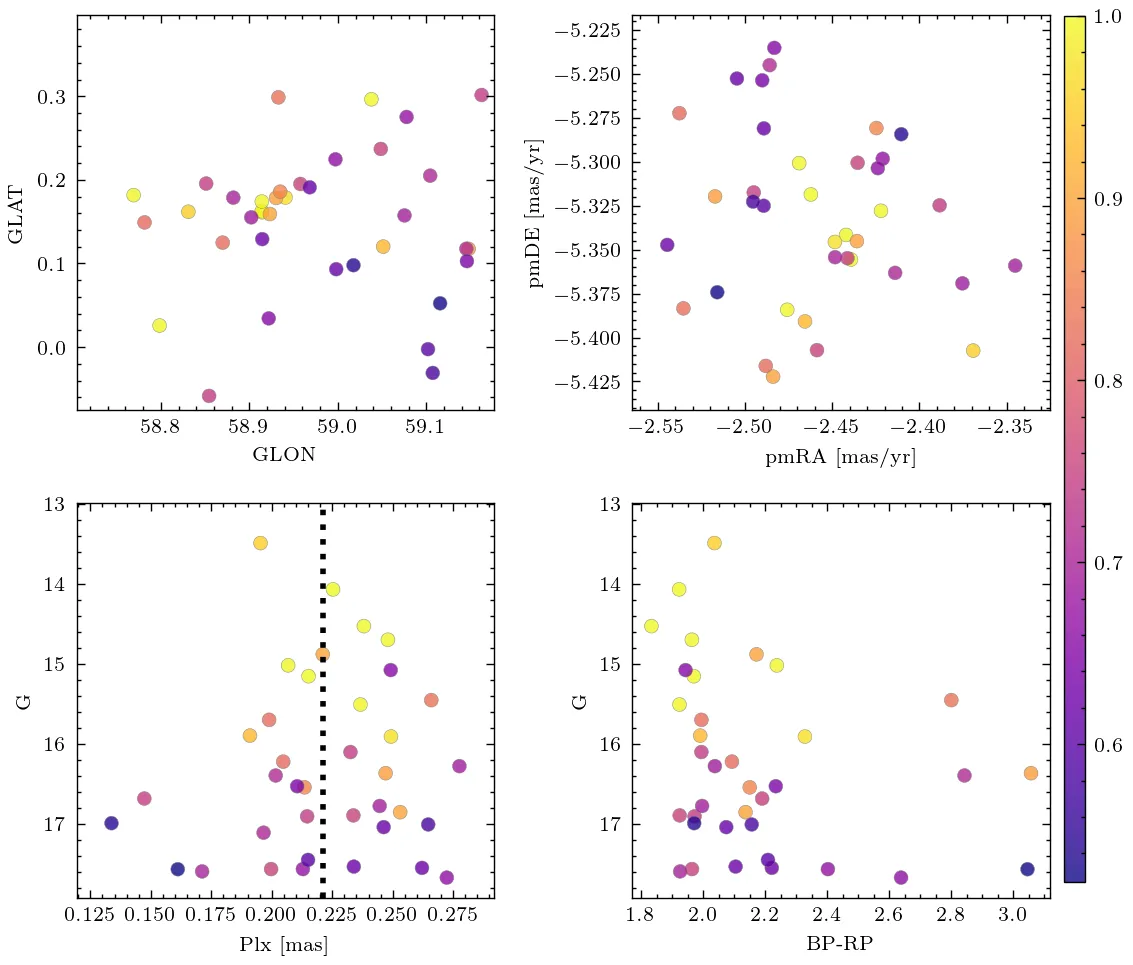 0.3
0.2
0.1
0.0
GLAT
58.8 58.9 59.0 59.1
GLON
−5.225
−5.250
−5.275
−5.300
−5.325
−5.350
−5.375
−5.400
−5.425
pmDE [mas/yr]
−2.55 −2.50 −2.45 −2.40 −2.35
pmRA [mas/yr]
1.0
0.9
0.8
0.7
0.6
13
14
15
16
17
G
0.125 0.150 0.175 0.200 0.225 0.250 0.275
Plx [mas]
13
14
15
16
17
G
1.8 2.0 2.2 2.4 2.6 2.8 3.0
BP-RP